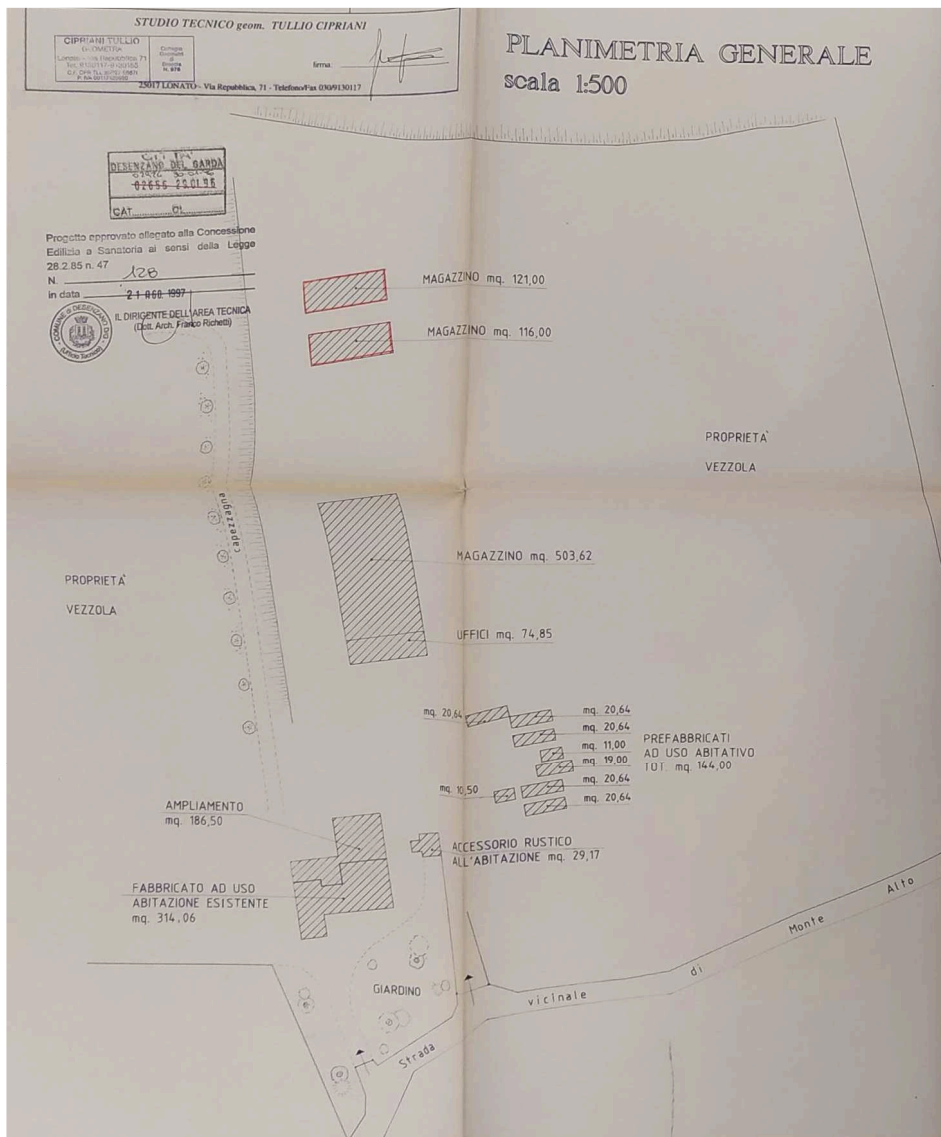 STUDIO TECNICO geom. TULLIO CIPRIANI
CIPRIANI TULLIO
GEOMETRA
firma
25017 LONATO - Via Repubblica, 71 - Telefono/Fax 030/9130117
PLANIMETRIA GENERALE
scala 1:500
DESENZANO DEL GARDA
02655 29.01.96
CAT. CL.
Progetto approvato allegato alla Concessione
Edilizia a Sanatoria ai sensi della Legge
28.2.85 n. 47
N. 128
in data 21 AGO. 1997
IL DIRIGENTE DELL'AREA TECNICA
(Dott. Arch. Franco Richetti)
COMUNE di DESENZANO D/G
(Ufficio Tecnico)
MAGAZZINO mq. 121,00
MAGAZZINO mq. 116,00
PROPRIETA'
VEZZOLA
capezzagna
MAGAZZINO mq. 503,62
PROPRIETA'
VEZZOLA
UFFICI mq. 74,85
mq. 20,64
mq. 20,64
mq. 20,64
mq. 11,00
mq. 19,00
mq. 20,64
mq. 10,50
mq. 20,64
PREFABBRICATI
AD USO ABITATIVO
TOT. mq. 144,00
AMPLIAMENTO
mq. 186,50
ACCESSORIO RUSTICO
ALL'ABITAZIONE mq. 29,17
FABBRICATO AD USO
ABITAZIONE ESISTENTE
mq. 314,06
GIARDINO
Strada vicinale di Monte Alto